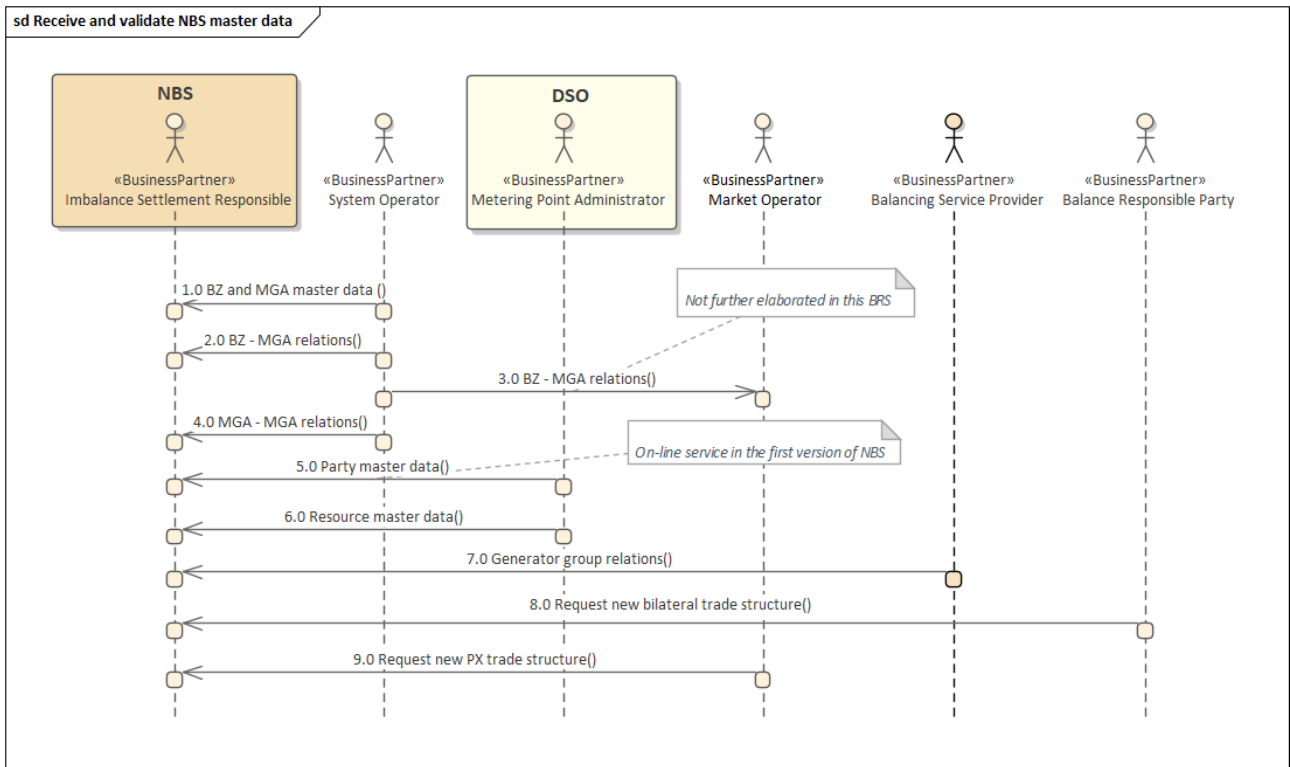 sd Receive and validate NBS master data
NBS
DSO
«BusinessPartner»
Imbalance Settlement Responsible
«BusinessPartner»
System Operator
«BusinessPartner»
Metering Point Administrator
«BusinessPartner»
Market Operator
«BusinessPartner»
Balancing Service Provider
«BusinessPartner»
Balance Responsible Party
1.0 BZ and MGA master data ()
Not further elaborated in this BRS
2.0 BZ - MGA relations()
3.0 BZ - MGA relations()
4.0 MGA - MGA relations()
On-line service in the first version of NBS
5.0 Party master data()
6.0 Resource master data()
7.0 Generator group relations()
8.0 Request new bilateral trade structure()
9.0 Request new PX trade structure()